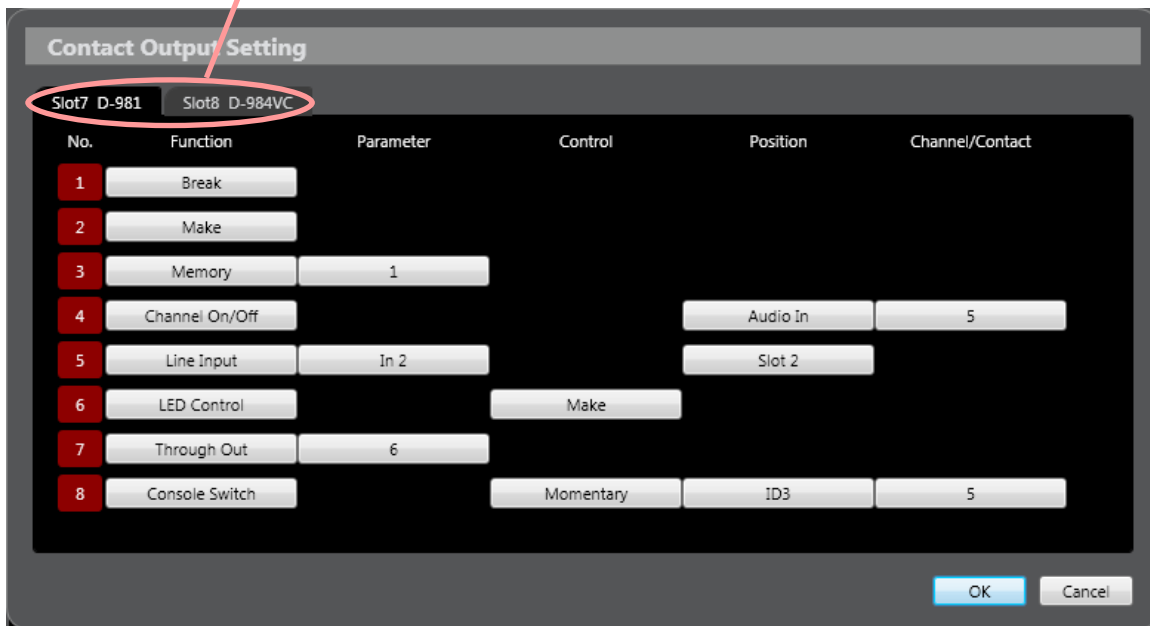 Contact Output Setting
Slot7 D-981 Slot8 D-984VC
No. Function Parameter Control Position Channel/Contact
1 Break
2 Make
3 Memory 1
4 Channel On/Off Audio In 5
5 Line Input In 2 Slot 2
6 LED Control Make
7 Through Out 6
8 Console Switch Momentary ID3 5
OK Cancel